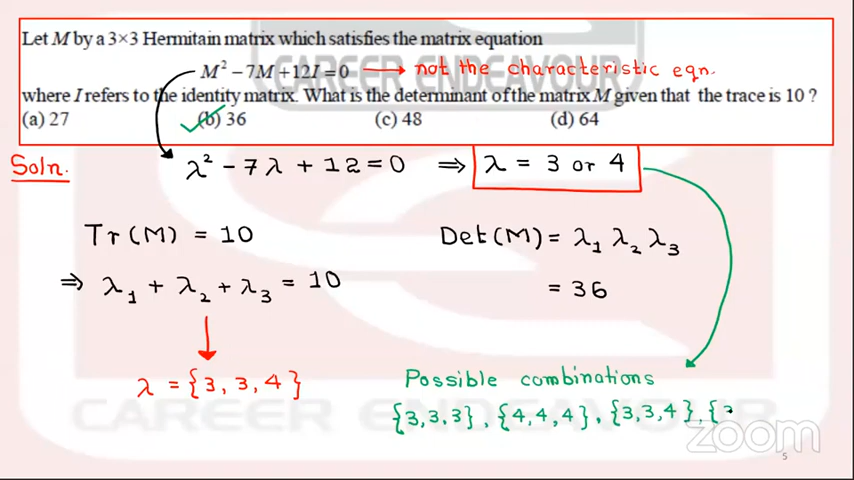 Let M by a 3×3 Hermitain matrix which satisfies the matrix equation
M² − 7M + 12I = 0 → not the characteristic eqn.
where I refers to the identity matrix. What is the determinant of the matrix M given that the trace is 10 ?
(a) 27 (b) 36 (c) 48 (d) 64
Soln.
λ² − 7λ + 12 = 0 ⇒ λ = 3 or 4
Tr(M) = 10
⇒ λ₁ + λ₂ + λ₃ = 10
λ = {3, 3, 4}
Det(M) = λ₁ λ₂ λ₃
= 36
Possible combinations
{3,3,3}, {4,4,4}, {3,3,4}, {
zoom
5
CAREER ENDEAVOUR
CAREER ENDEAVOUR